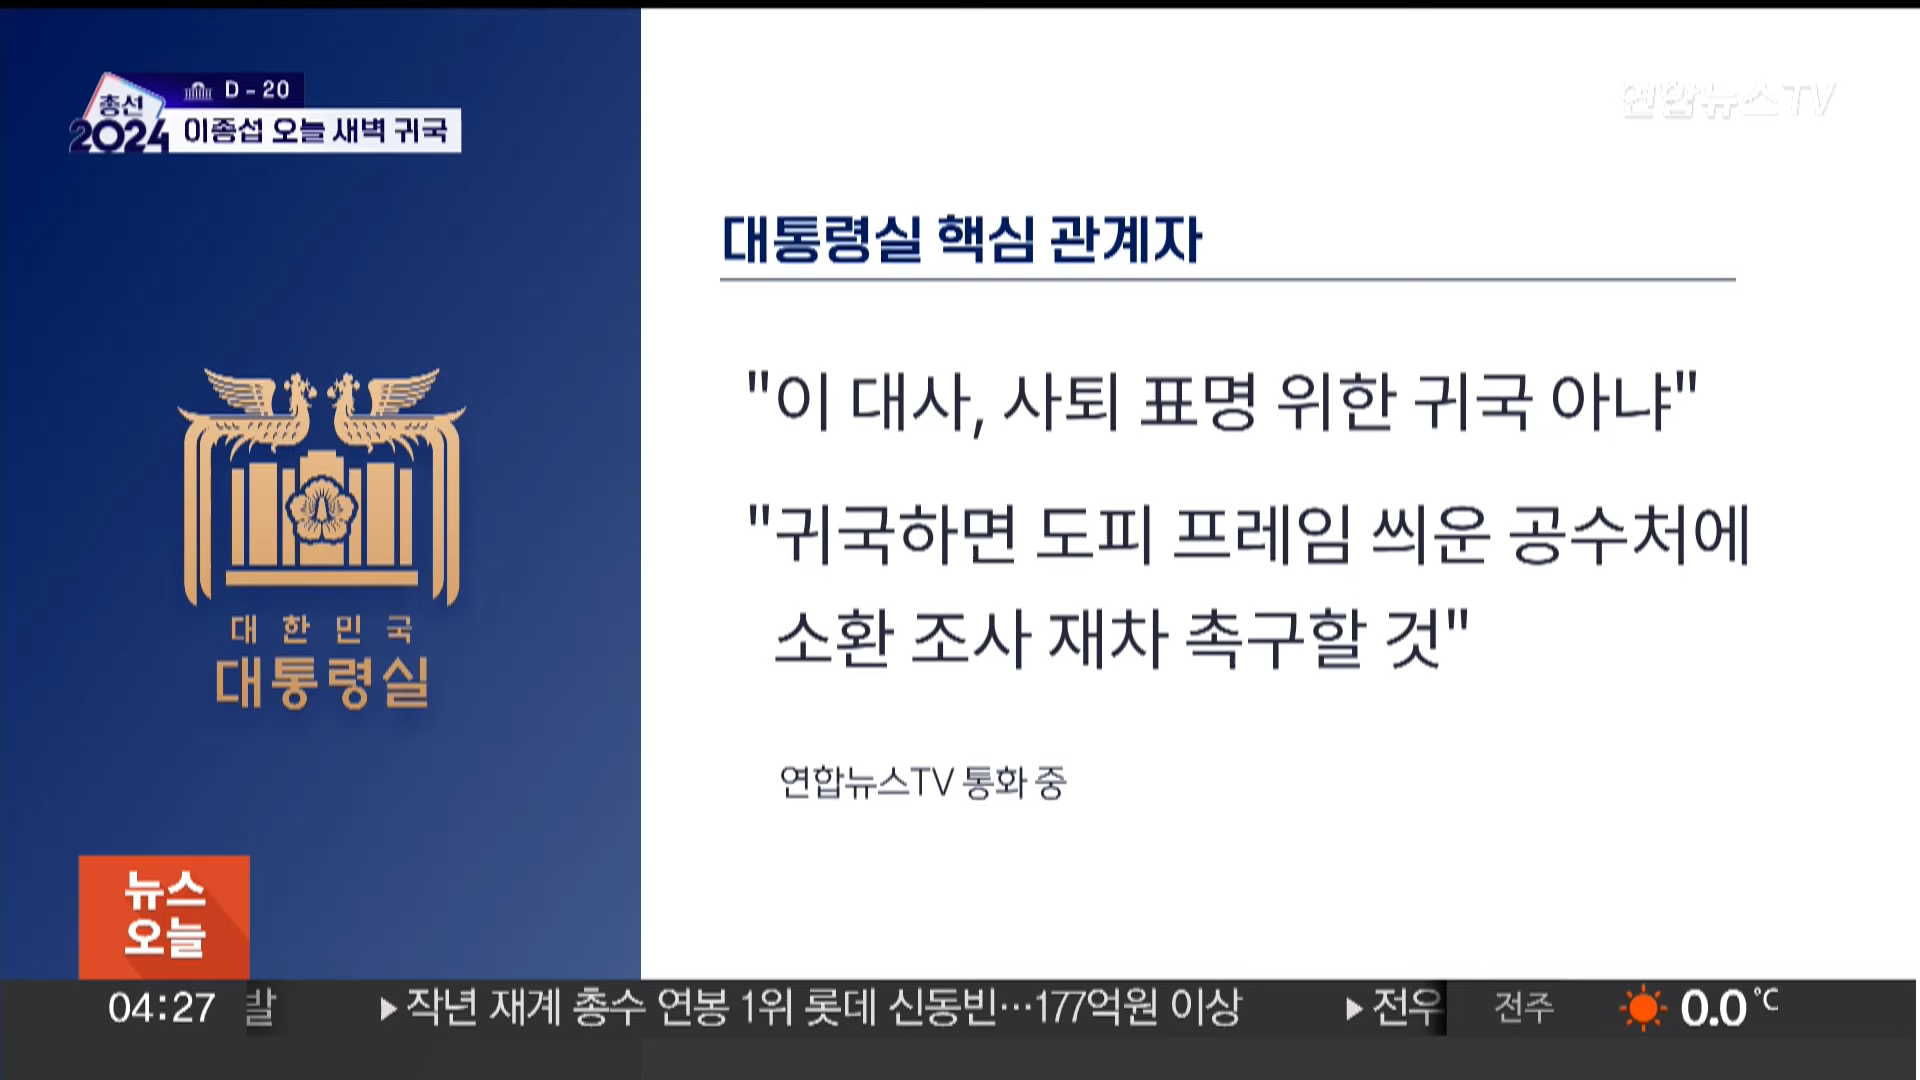 총선
2024
D-20
이종섭 오늘 새벽 귀국
연합뉴스TV
대통령실 핵심 관계자
"이 대사, 사퇴 표명 위한 귀국 아냐"
"귀국하면 도피 프레임 씌운 공수처에
소환 조사 재차 촉구할 것"
연합뉴스TV 통화 중
대한민국
대통령실
뉴스
오늘
04:27 발 ▶작년 재계 총수 연봉 1위 롯데 신동빈…177억원 이상 ▶전우 전주 0.0℃